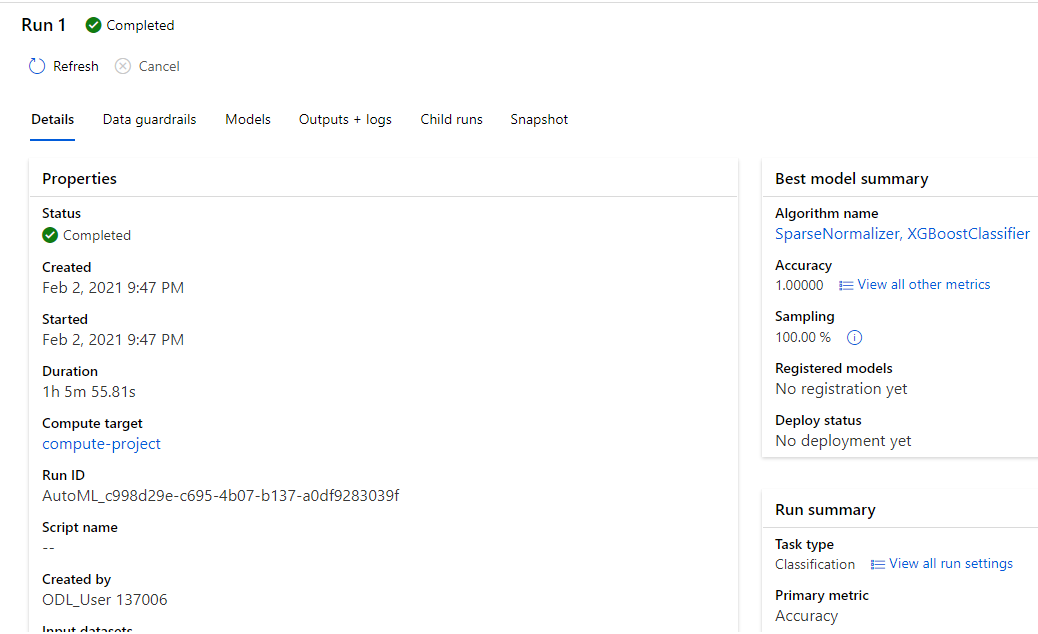 Run 1 Completed
Refresh Cancel
Details Data guardrails Models Outputs + logs Child runs Snapshot
Properties
Status
Completed
Created
Feb 2, 2021 9:47 PM
Started
Feb 2, 2021 9:47 PM
Duration
1h 5m 55.81s
Compute target
compute-project
Run ID
AutoML_c998d29e-c695-4b07-b137-a0df9283039f
Script name
--
Created by
ODL_User 137006
Input datasets
Best model summary
Algorithm name
SparseNormalizer, XGBoostClassifier
Accuracy
1.00000 View all other metrics
Sampling
100.00 %
Registered models
No registration yet
Deploy status
No deployment yet
Run summary
Task type
Classification View all run settings
Primary metric
Accuracy